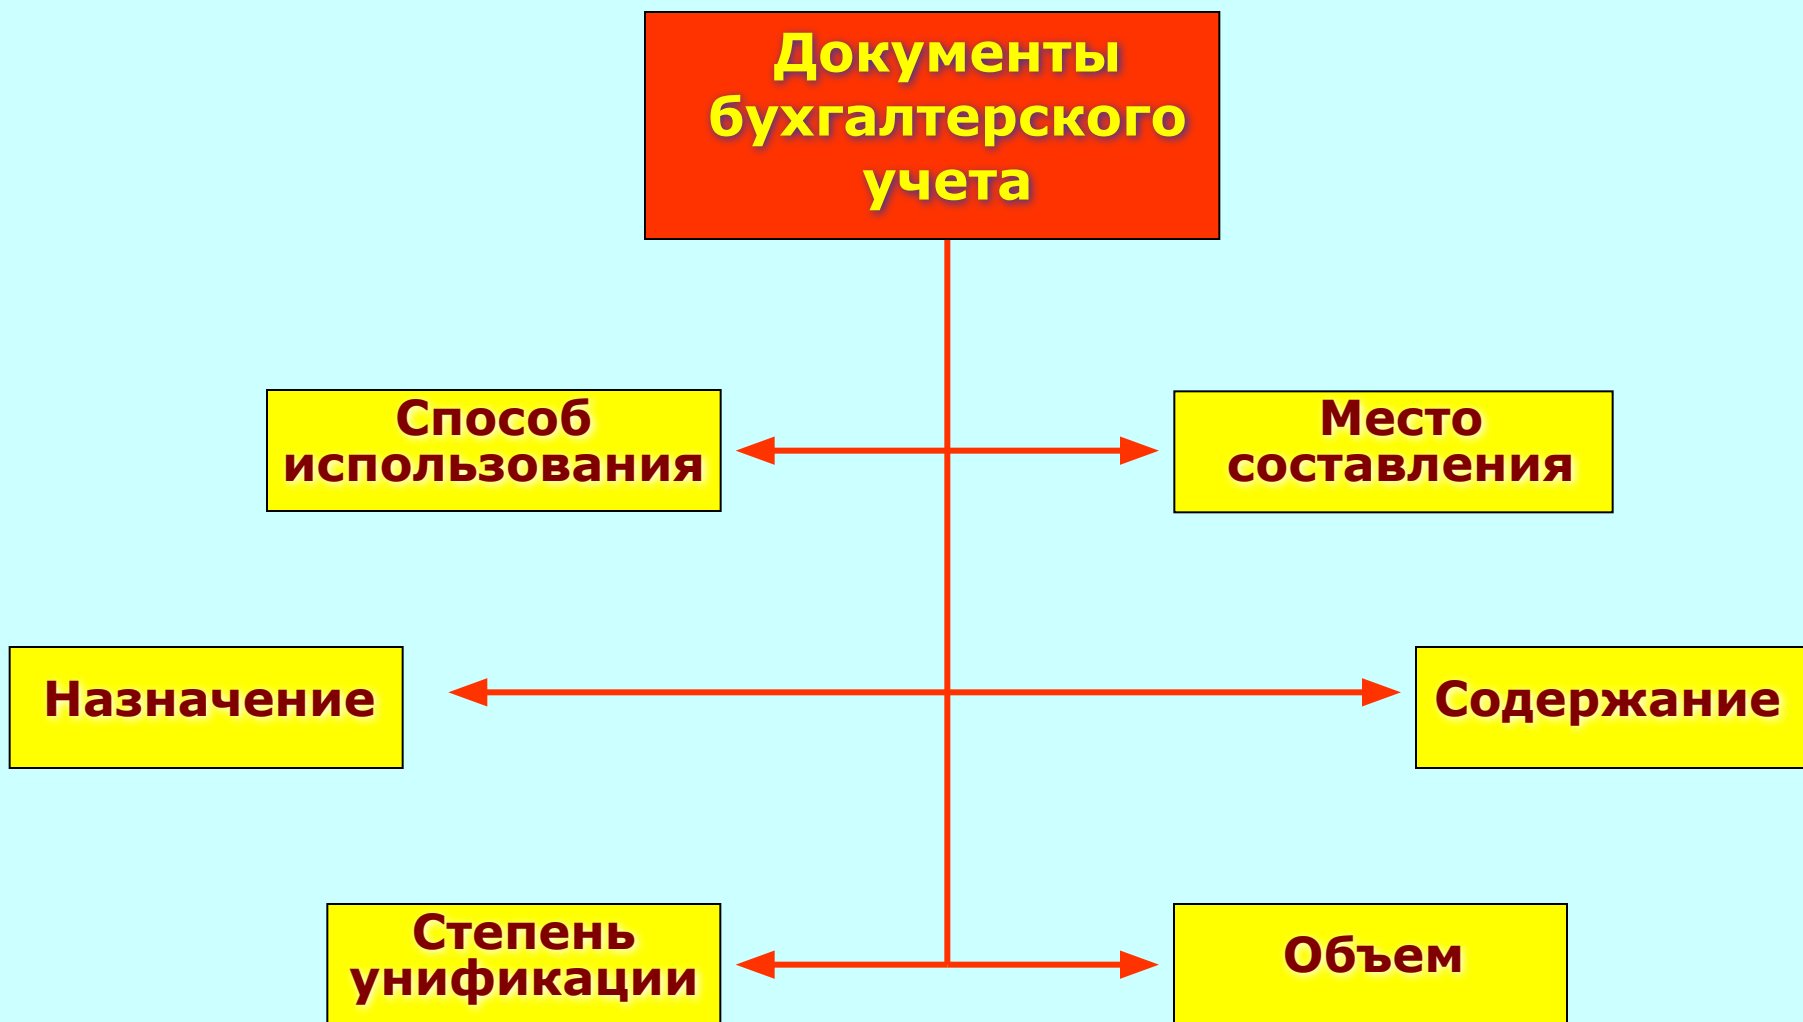 Документы
бухгалтерского
учета
Способ
использования
Место
составления
Назначение
Содержание
Степень
унификации
Объем